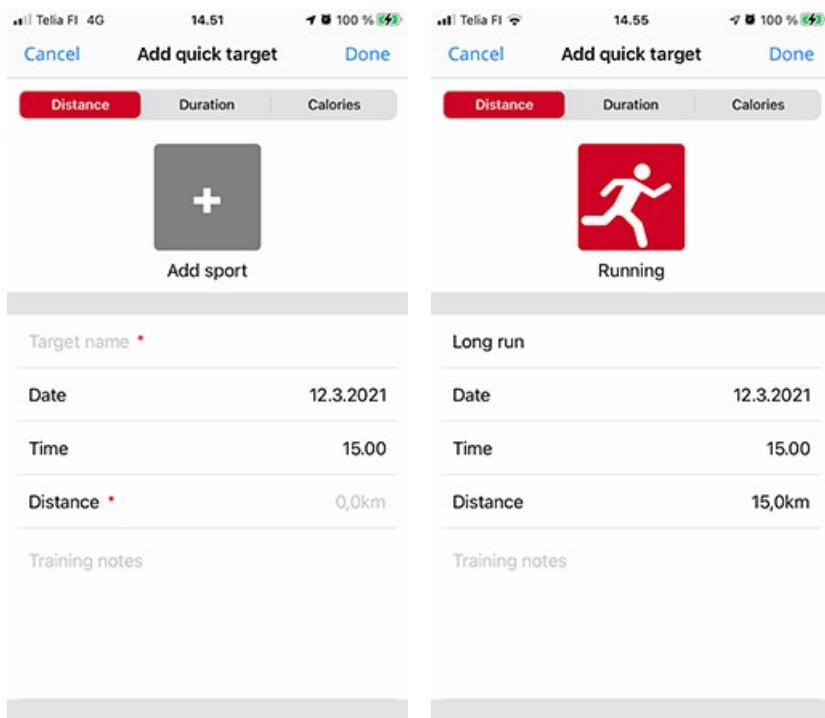 Telia FI 4G 14.51 100 %
Cancel Add quick target Done
Distance Duration Calories
+
Add sport
Target name *
Date 12.3.2021
Time 15.00
Distance * 0,0km
Training notes
Telia FI 14.55 100 %
Cancel Add quick target Done
Distance Duration Calories
Running
Long run
Date 12.3.2021
Time 15.00
Distance 15,0km
Training notes